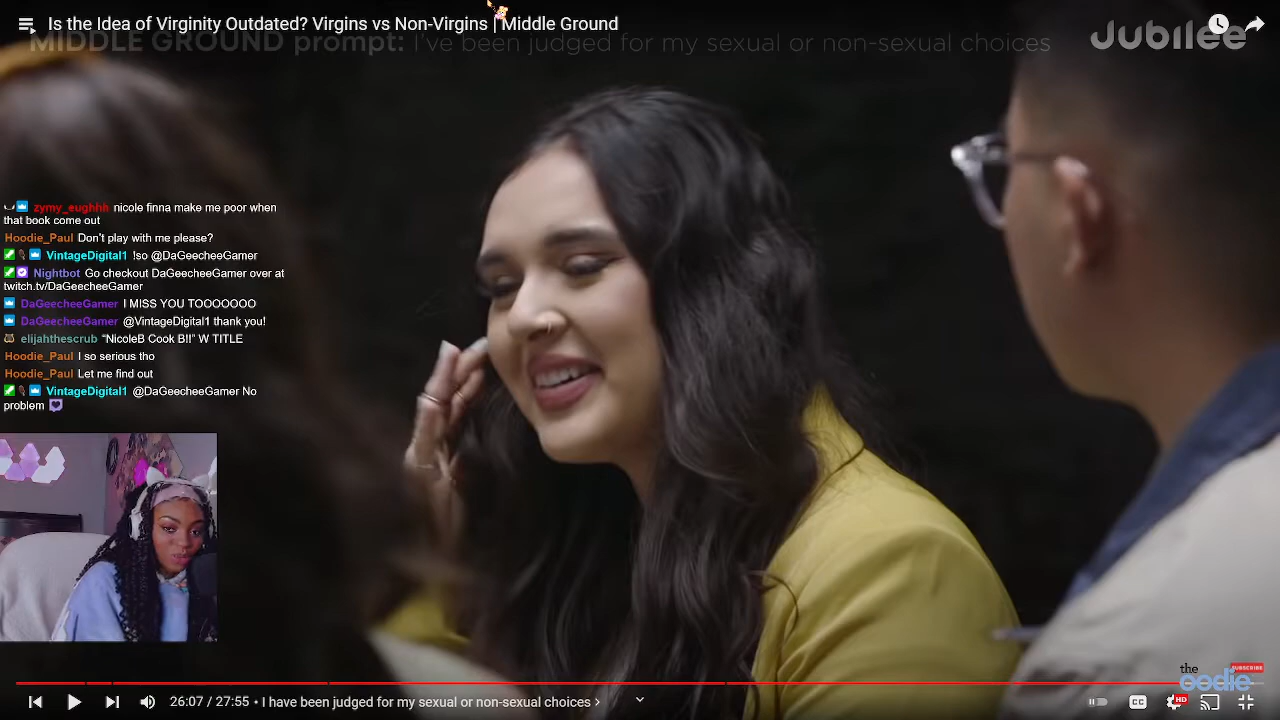 Is the Idea of Virginity Outdated? Virgins vs Non-Virgins | Middle Ground
MIDDLE GROUND prompt: I've been judged for my sexual or non-sexual choices
Jubilee
zymy_eughhh nicole finna make me poor when
that book come out
Hoodie_Paul Don't play with me please?
VintageDigital1 !so @DaGeecheeGamer
Nightbot Go checkout DaGeecheeGamer over at
twitch.tv/DaGeecheeGamer
DaGeecheeGamer I MISS YOU TOOOOOOO
DaGeecheeGamer @VintageDigital1 thank you!
elijahthescrub “NicoleB Cook B!!” W TITLE
Hoodie_Paul I so serious tho
Hoodie_Paul Let me find out
VintageDigital1 @DaGeecheeGamer No
problem
the
oodie
SUBSCRIBE
26:07 / 27:55 • I have been judged for my sexual or non-sexual choices
CC
HD